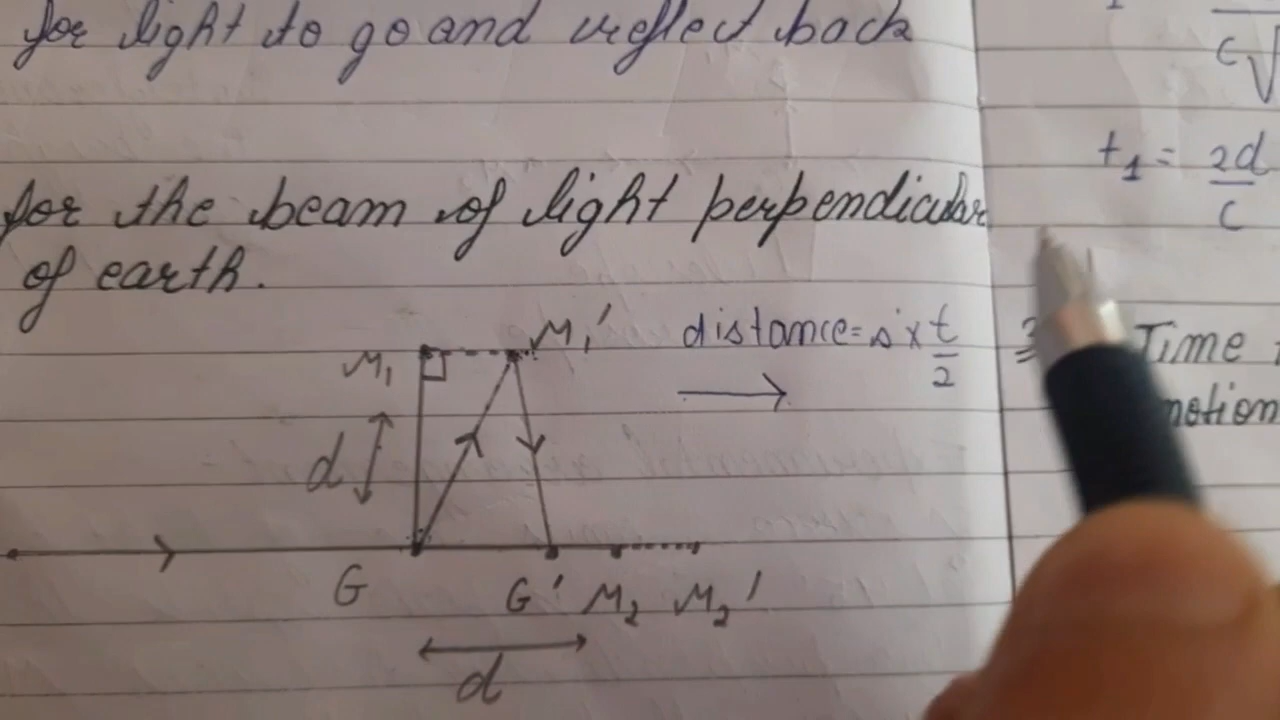 for light to go and reflect back
for the beam of light perpendicular
of earth.
M₁
M₁'
distance = s × t/2
d
G
G'
M₂
M₂'
d
c√
t₁ = 2d
c
Time
motion